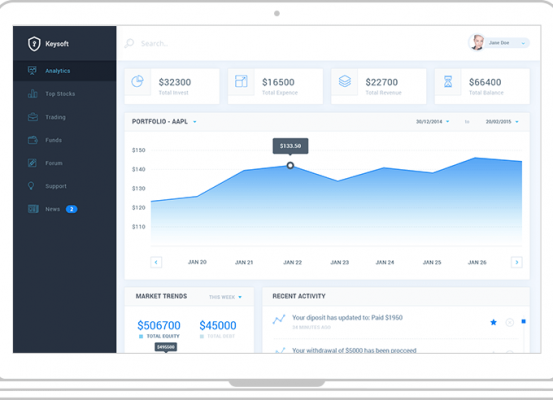 Keysoft
Search...
Jane Doe
Analytics
Top Stocks
Trading
Funds
Forum
Support
News 2
$32300
Total Invest
$16500
Total Expence
$22700
Total Revenue
$66400
Total Balance
PORTFOLIO - AAPL
30/12/2014 to 20/02/2015
$133.50
$150
$140
$130
$120
$110
JAN 20 JAN 21 JAN 22 JAN 23 JAN 24 JAN 25 JAN 26
MARKET TRENDS THIS WEEK
$506700 $45000
TOTAL EQUITY TOTAL DEBT
$495500
RECENT ACTIVITY
Your diposit has updated to: Paid $1950
38 MINUTES AGO
Your withdrawal of $5000 has been procceed